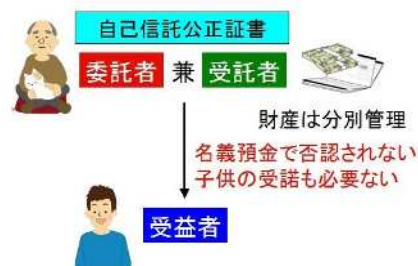 自己信託公正証書
委託者 兼 受託者
財産は分別管理
名義預金で否認されない
子供の受諾も必要ない
受益者